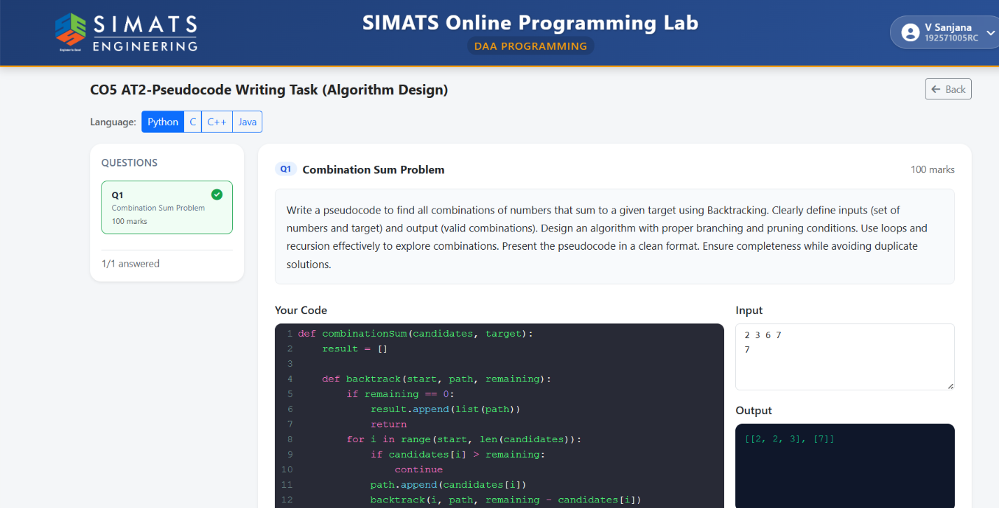 SIMATS
ENGINEERING
Engineer to Excel
SIMATS Online Programming Lab
DAA PROGRAMMING
V Sanjana
192571005RC
CO5 AT2-Pseudocode Writing Task (Algorithm Design)
Back
Language: Python C C++ Java
QUESTIONS
Q1
Combination Sum Problem
100 marks
1/1 answered
Q1 Combination Sum Problem 100 marks
Write a pseudocode to find all combinations of numbers that sum to a given target using Backtracking. Clearly define inputs (set of
numbers and target) and output (valid combinations). Design an algorithm with proper branching and pruning conditions. Use loops and
recursion effectively to explore combinations. Present the pseudocode in a clean format. Ensure completeness while avoiding duplicate
solutions.
Your Code
1 def combinationSum(candidates, target):
2     result = []
3
4     def backtrack(start, path, remaining):
5         if remaining == 0:
6             result.append(list(path))
7             return
8         for i in range(start, len(candidates)):
9             if candidates[i] > remaining:
10                 continue
11             path.append(candidates[i])
12             backtrack(i, path, remaining - candidates[i])
Input
2 3 6 7
7
Output
[[2, 2, 3], [7]]